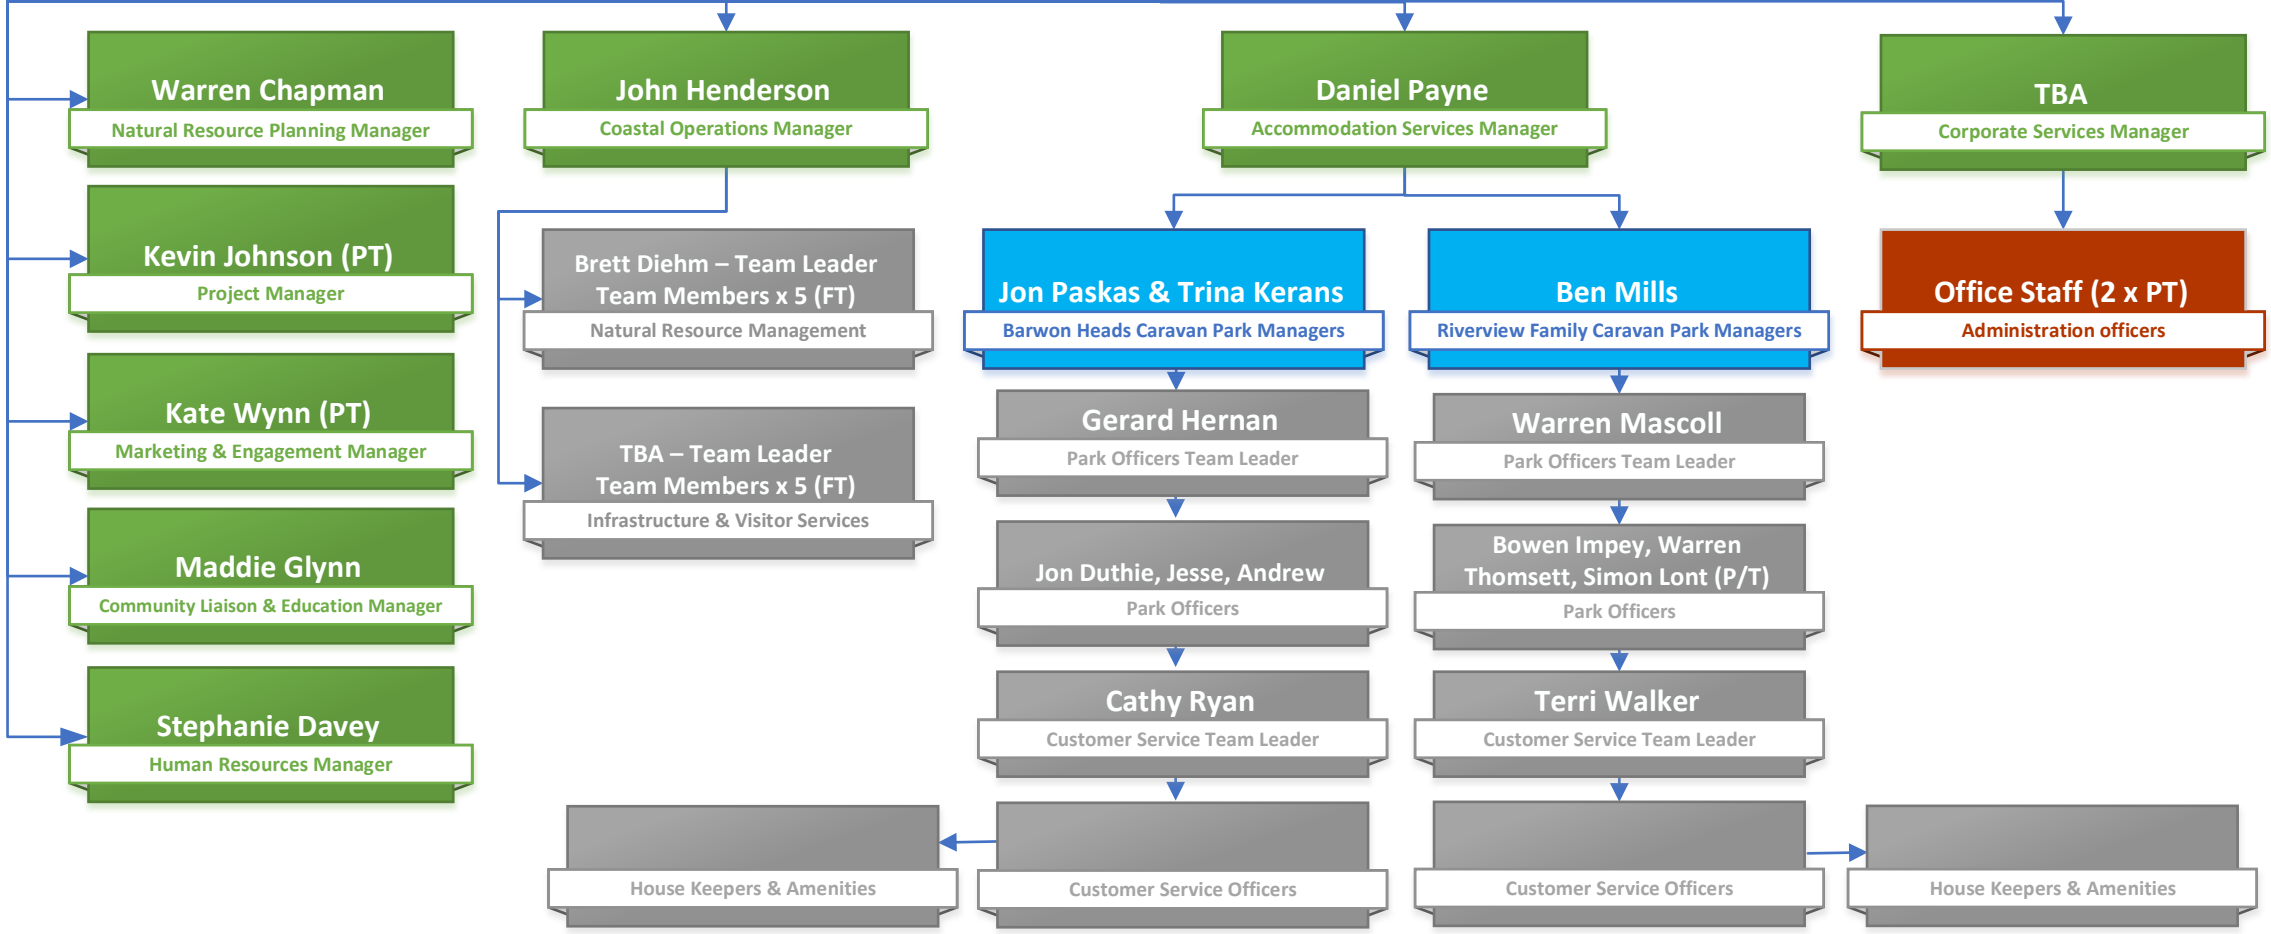 Warren Chapman
Natural Resource Planning Manager
John Henderson
Coastal Operations Manager
Daniel Payne
Accommodation Services Manager
TBA
Corporate Services Manager
Kevin Johnson (PT)
Project Manager
Brett Diehm – Team Leader
Team Members x 5 (FT)
Natural Resource Management
Jon Paskas & Trina Kerans
Barwon Heads Caravan Park Managers
Ben Mills
Riverview Family Caravan Park Managers
Office Staff (2 x PT)
Administration officers
Kate Wynn (PT)
Marketing & Engagement Manager
TBA – Team Leader
Team Members x 5 (FT)
Infrastructure & Visitor Services
Gerard Hernan
Park Officers Team Leader
Warren Mascoll
Park Officers Team Leader
Maddie Glynn
Community Liaison & Education Manager
Jon Duthie, Jesse, Andrew
Park Officers
Bowen Impey, Warren
Thomsett, Simon Lont (P/T)
Park Officers
Stephanie Davey
Human Resources Manager
Cathy Ryan
Customer Service Team Leader
Terri Walker
Customer Service Team Leader
House Keepers & Amenities
Customer Service Officers
Customer Service Officers
House Keepers & Amenities